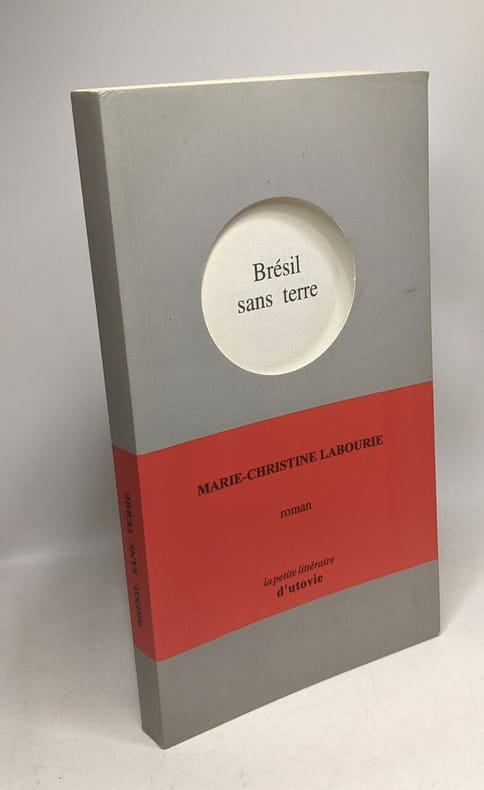 Brésil
sans terre
MARIE-CHRISTINE LABOURIE
roman
la petite littéraire
d'utovie
BRÉSIL SANS TERRE